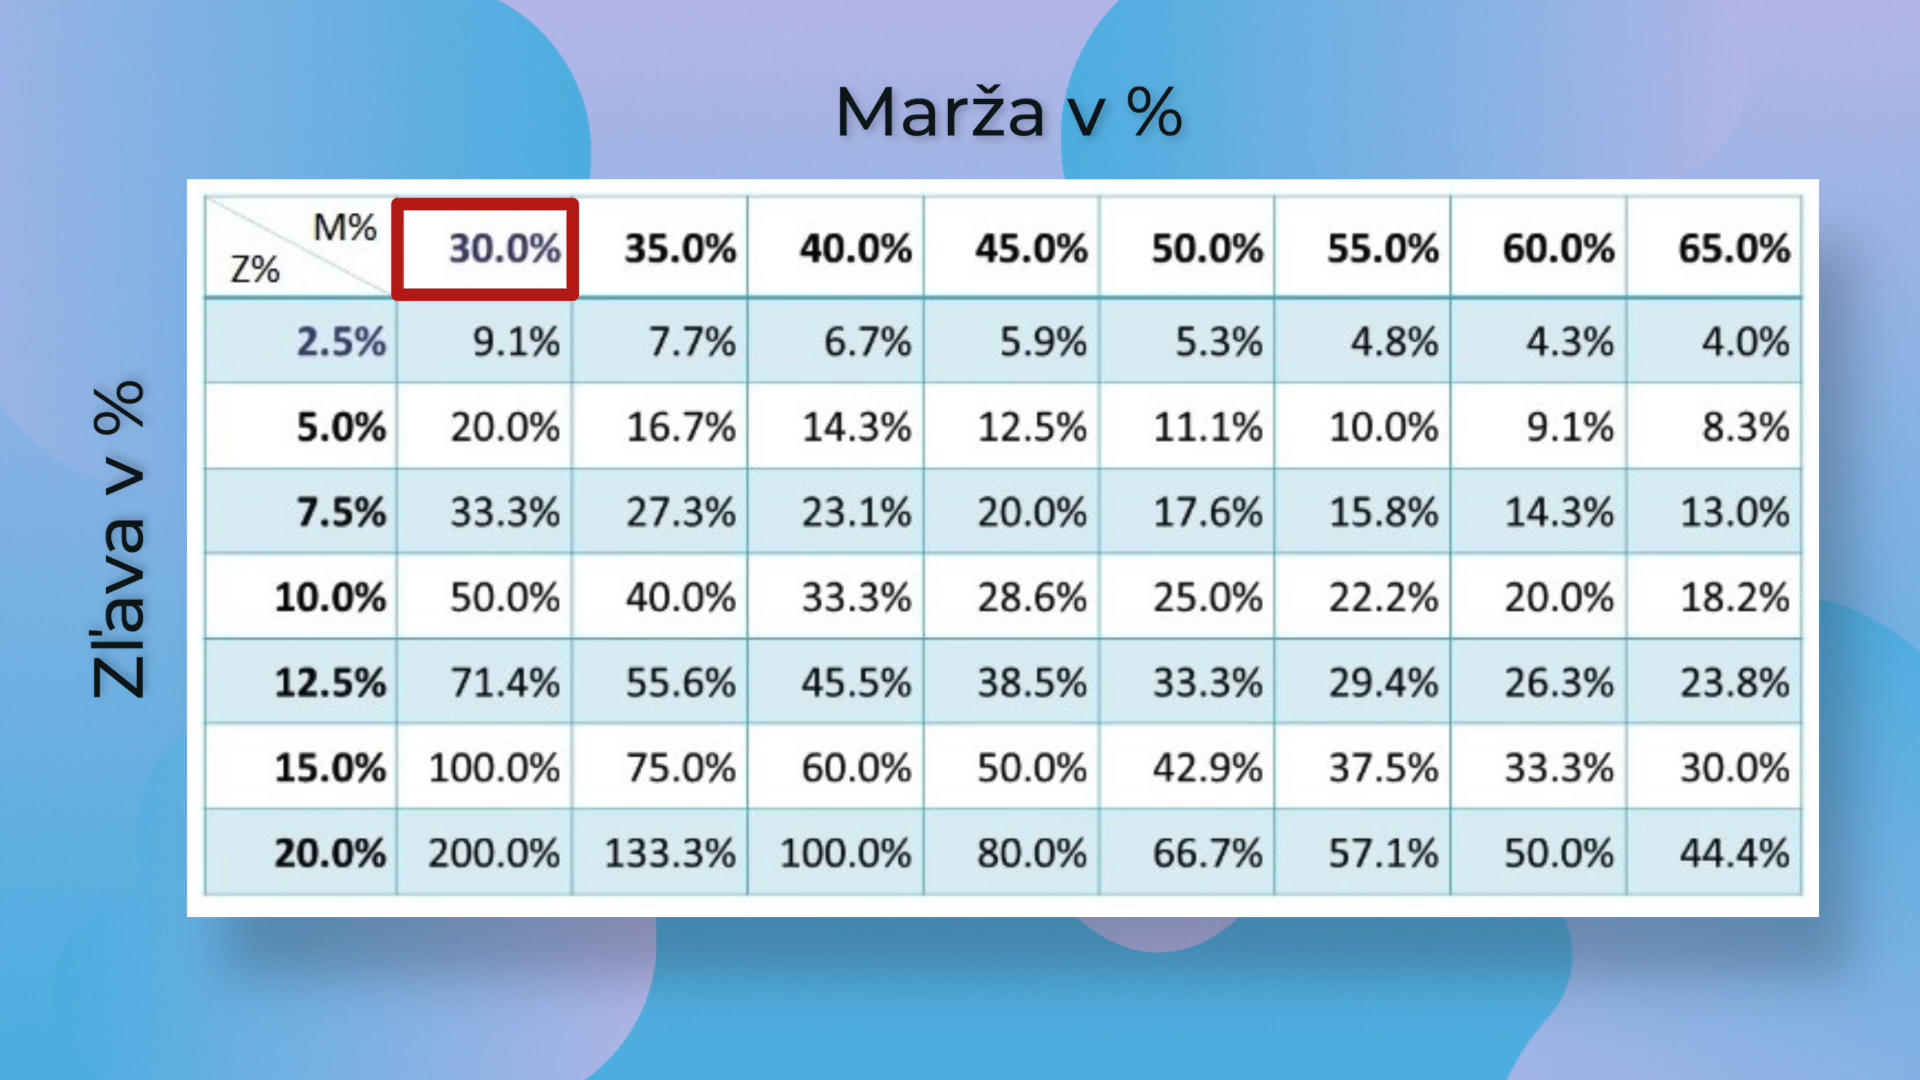 Marža v %
Zľava v %
M%
Z%
30.0% 35.0% 40.0% 45.0% 50.0% 55.0% 60.0% 65.0%
2.5% 9.1% 7.7% 6.7% 5.9% 5.3% 4.8% 4.3% 4.0%
5.0% 20.0% 16.7% 14.3% 12.5% 11.1% 10.0% 9.1% 8.3%
7.5% 33.3% 27.3% 23.1% 20.0% 17.6% 15.8% 14.3% 13.0%
10.0% 50.0% 40.0% 33.3% 28.6% 25.0% 22.2% 20.0% 18.2%
12.5% 71.4% 55.6% 45.5% 38.5% 33.3% 29.4% 26.3% 23.8%
15.0% 100.0% 75.0% 60.0% 50.0% 42.9% 37.5% 33.3% 30.0%
20.0% 200.0% 133.3% 100.0% 80.0% 66.7% 57.1% 50.0% 44.4%